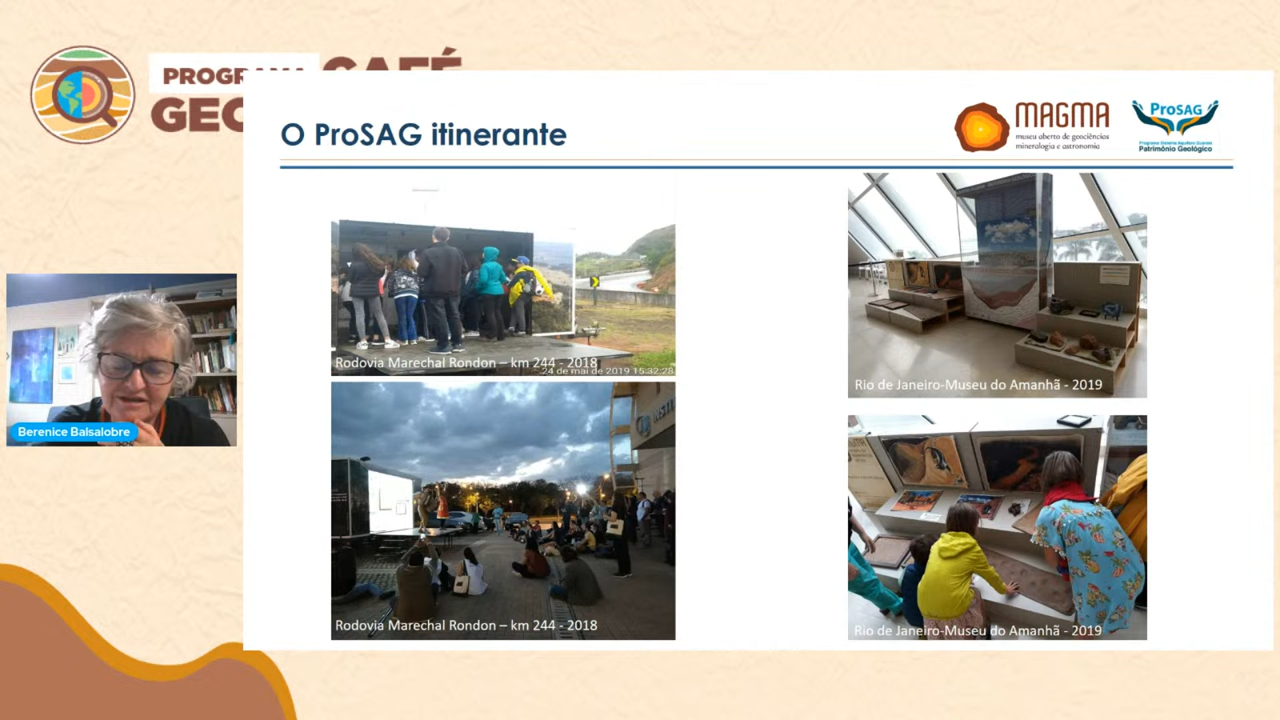 PROGRAMA CAFÉ
GEO
O ProSAG itinerante
MAGMA
museu aberto de geociências
mineralogia e astronomia
ProSAG
Programa Sistema Aquífero Guarani
Patrimônio Geológico
Rodovia Marechal Rondon – km 244 - 2018
24 de mai de 2019 15:32:28
Rio de Janeiro-Museu do Amanhã - 2019
Berenice Balsalobre
INSTI
Rodovia Marechal Rondon – km 244 - 2018
Rio de Janeiro-Museu do Amanhã - 2019